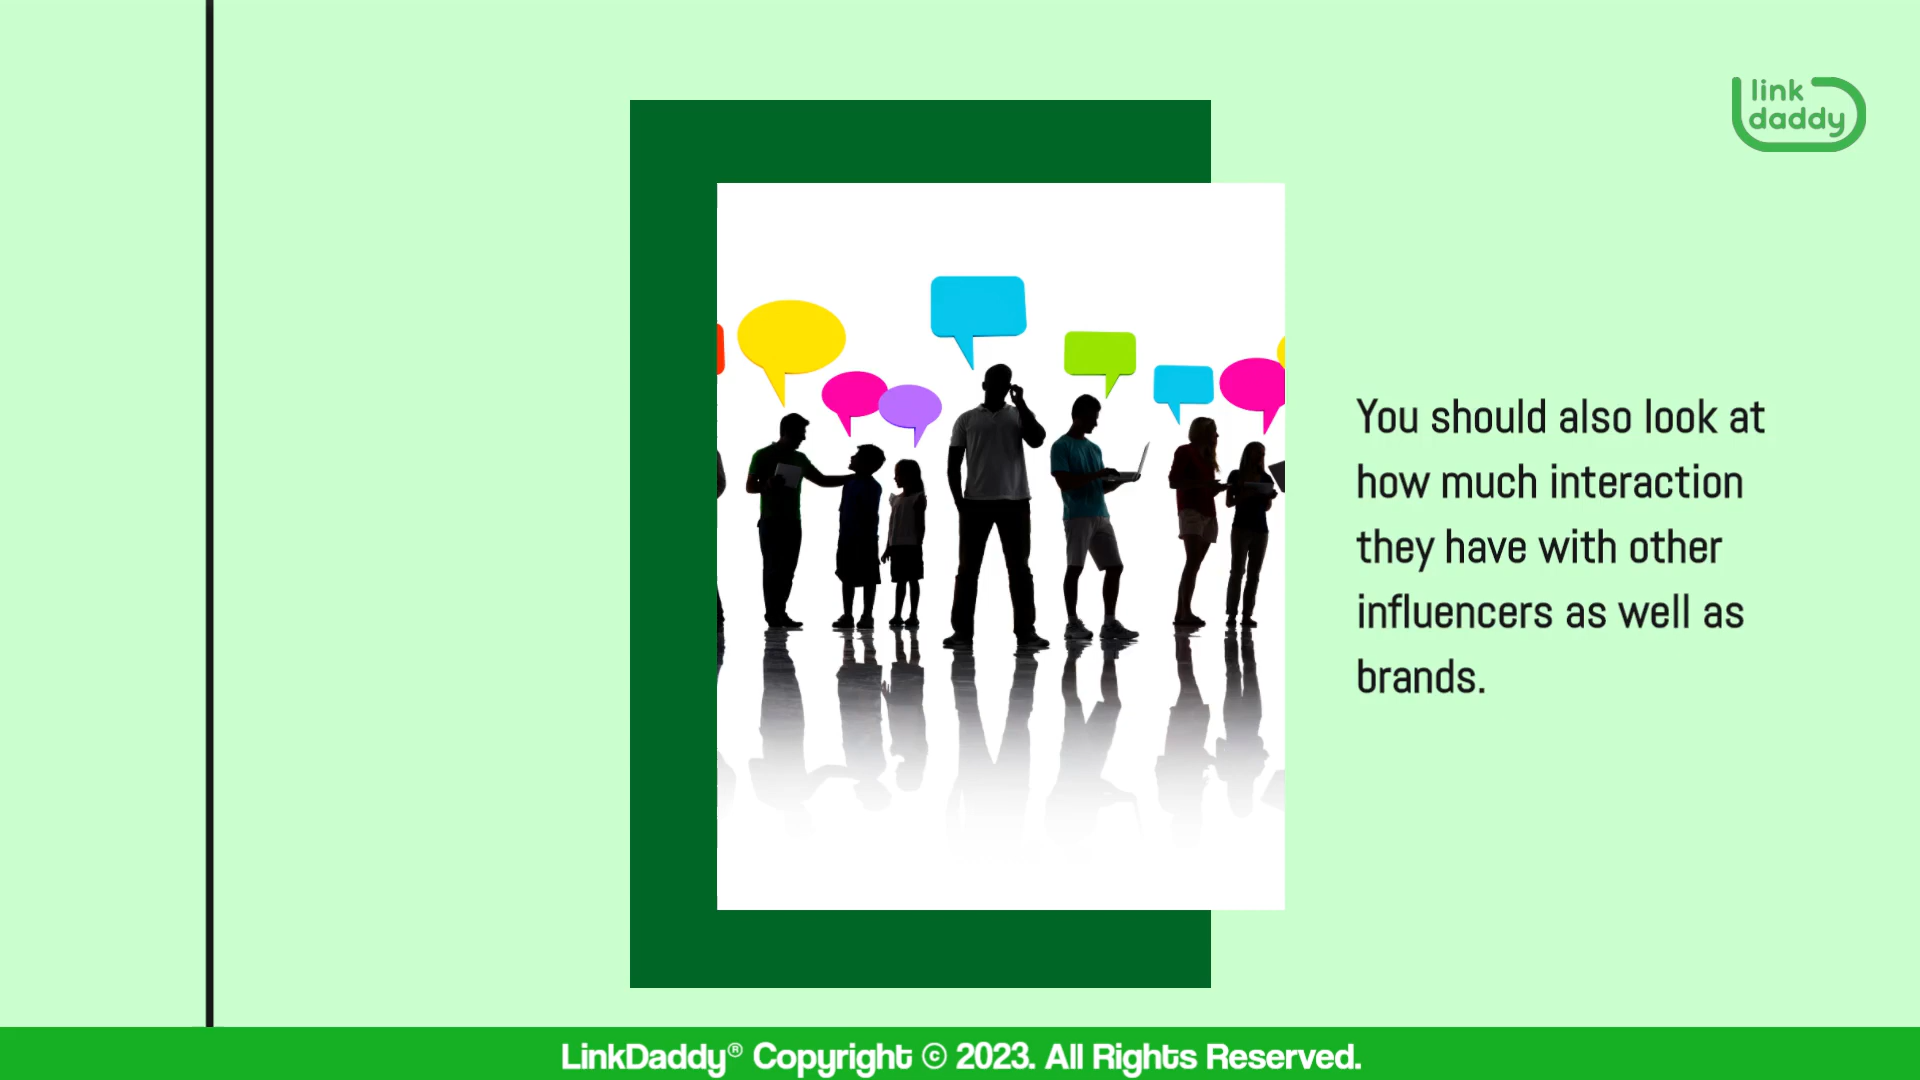 link
daddy
You should also look at
how much interaction
they have with other
influencers as well as
brands.
LinkDaddy® Copyright © 2023. All Rights Reserved.